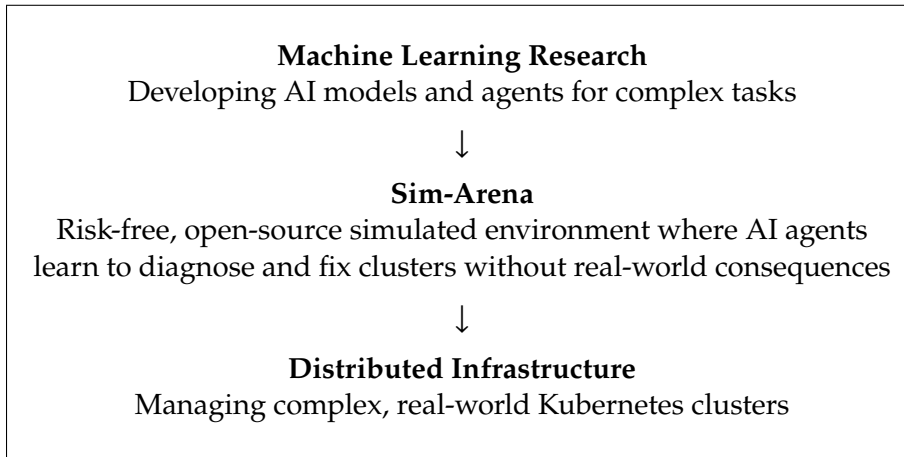 Machine Learning Research
Developing AI models and agents for complex tasks
↓
Sim-Arena
Risk-free, open-source simulated environment where AI agents
learn to diagnose and fix clusters without real-world consequences
↓
Distributed Infrastructure
Managing complex, real-world Kubernetes clusters